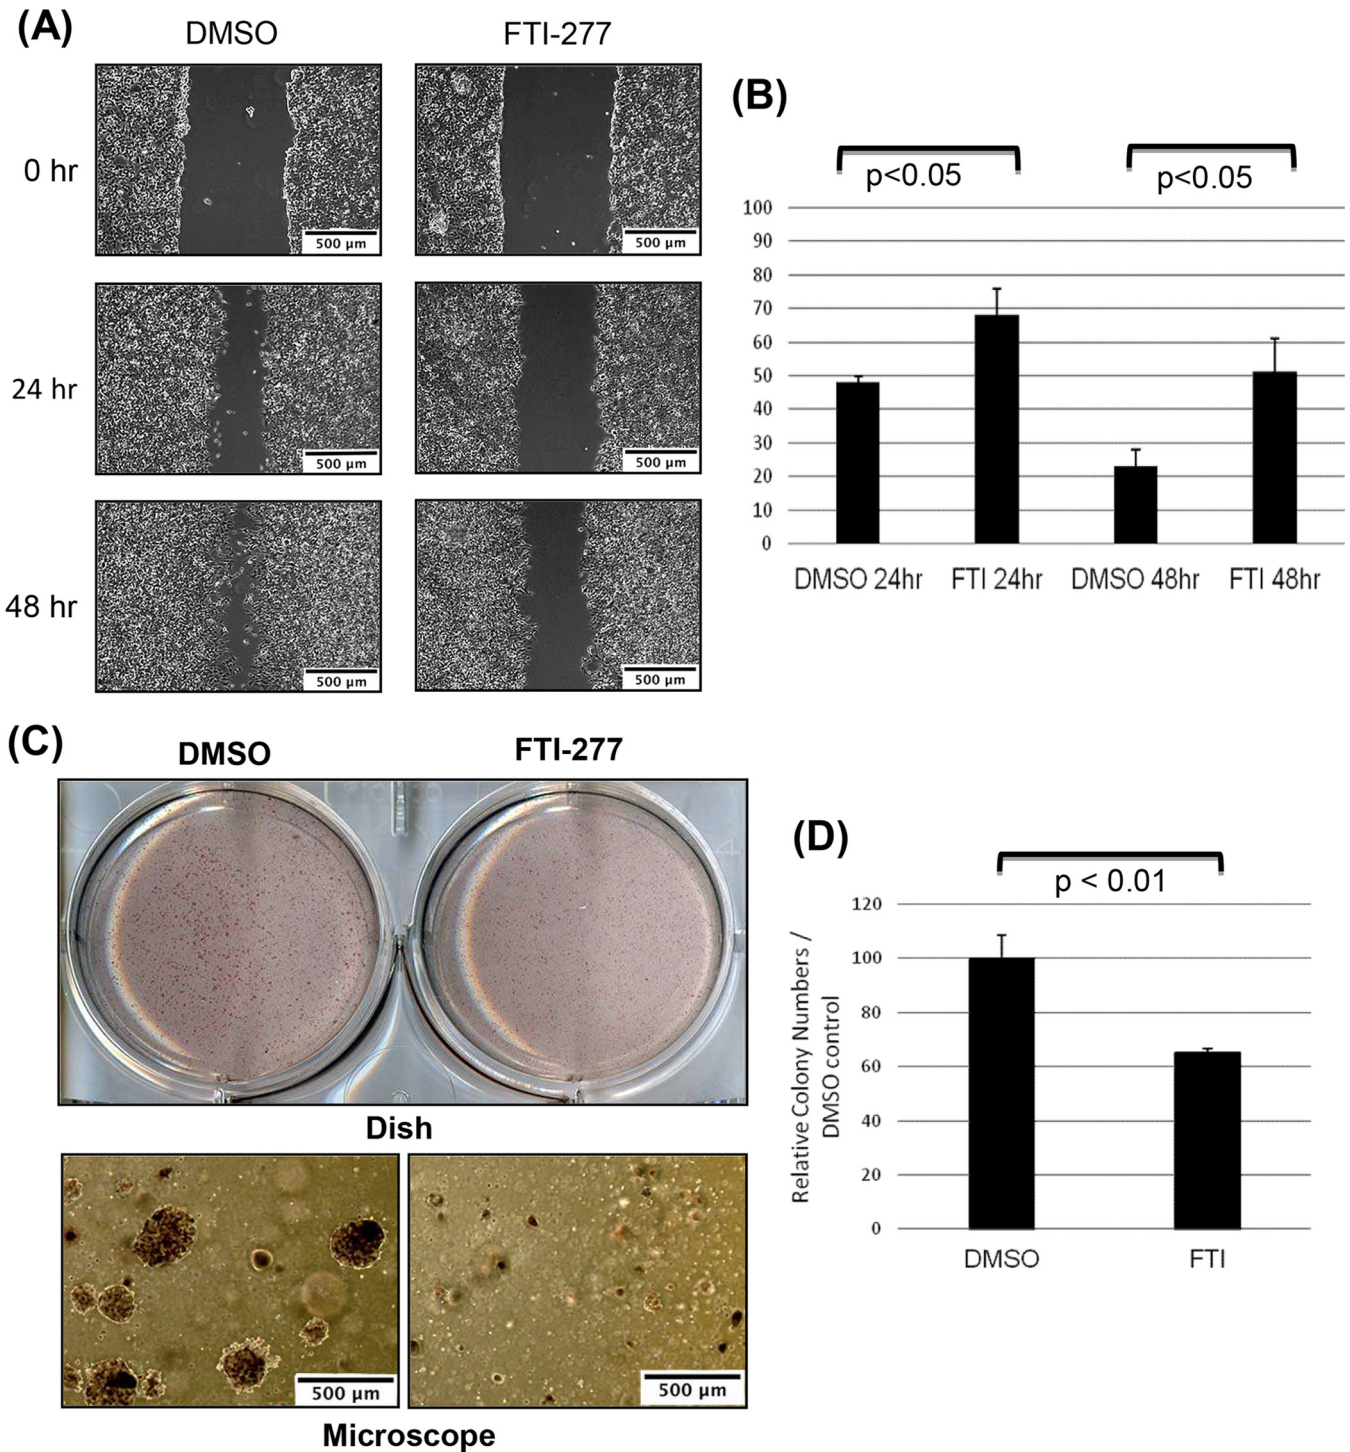 (A)
DMSO
FTI-277
0 hr
500 µm
500 µm
24 hr
500 µm
500 µm
48 hr
500 µm
500 µm
(B)
p<0.05
p<0.05
100
90
80
70
60
50
40
30
20
10
0
DMSO 24hr
FTI 24hr
DMSO 48hr
FTI 48hr
(C)
DMSO
FTI-277
Dish
500 µm
500 µm
Microscope
(D)
p < 0.01
Relative Colony Numbers /
DMSO control
120
100
80
60
40
20
0
DMSO
FTI